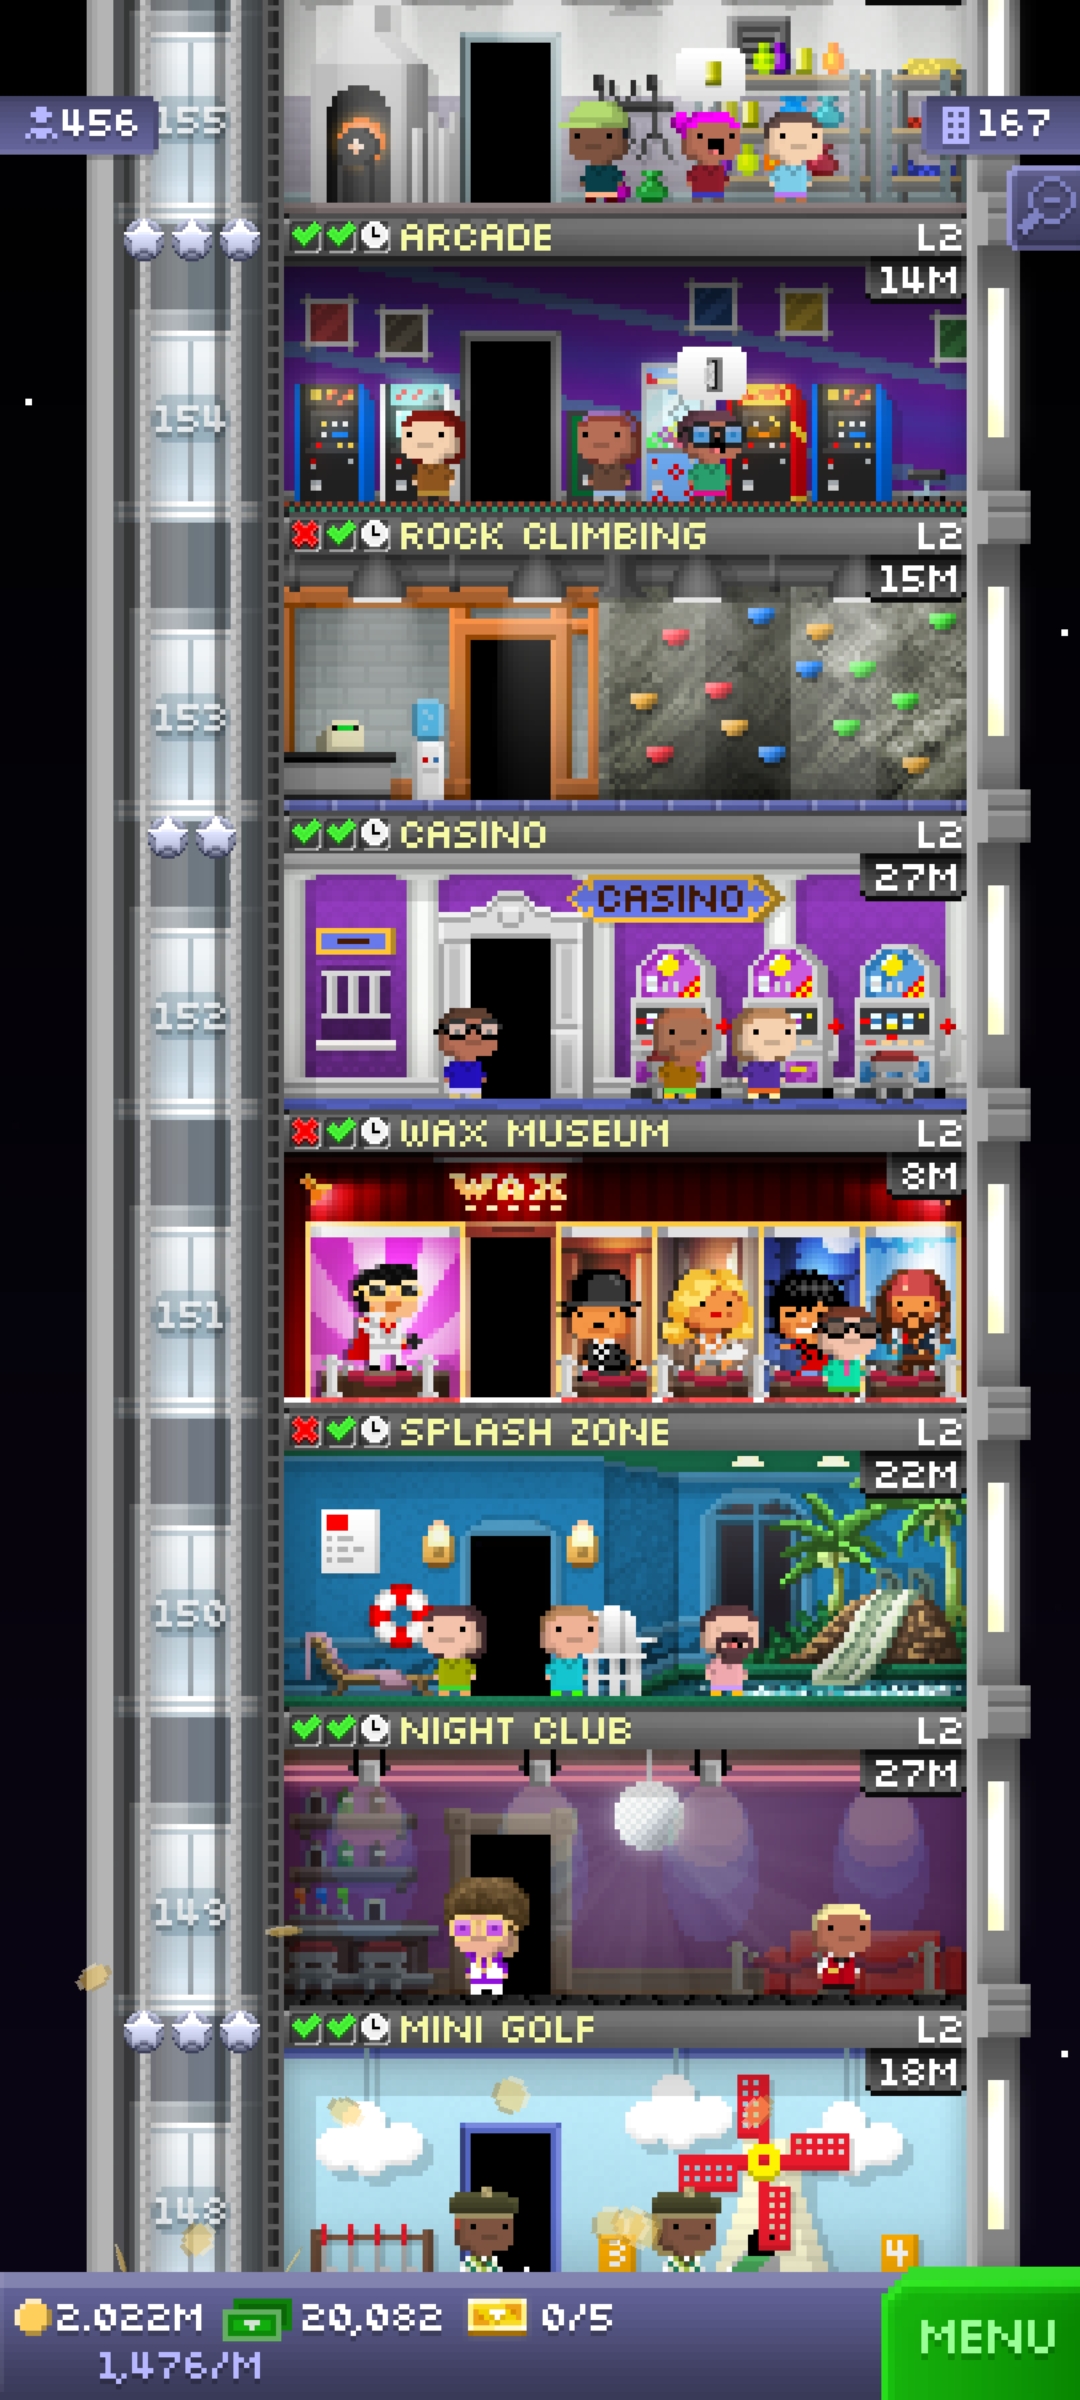 456
155
167
ARCADE L2
14M
154
ROCK CLIMBING L2
15M
153
CASINO L2
27M
CASINO
152
WAX MUSEUM L2
8M
WAX
151
SPLASH ZONE L2
22M
150
NIGHT CLUB L2
27M
149
MINI GOLF L2
18M
148
3
4
2.022M 20,082 0/5
1,476/M
MENU